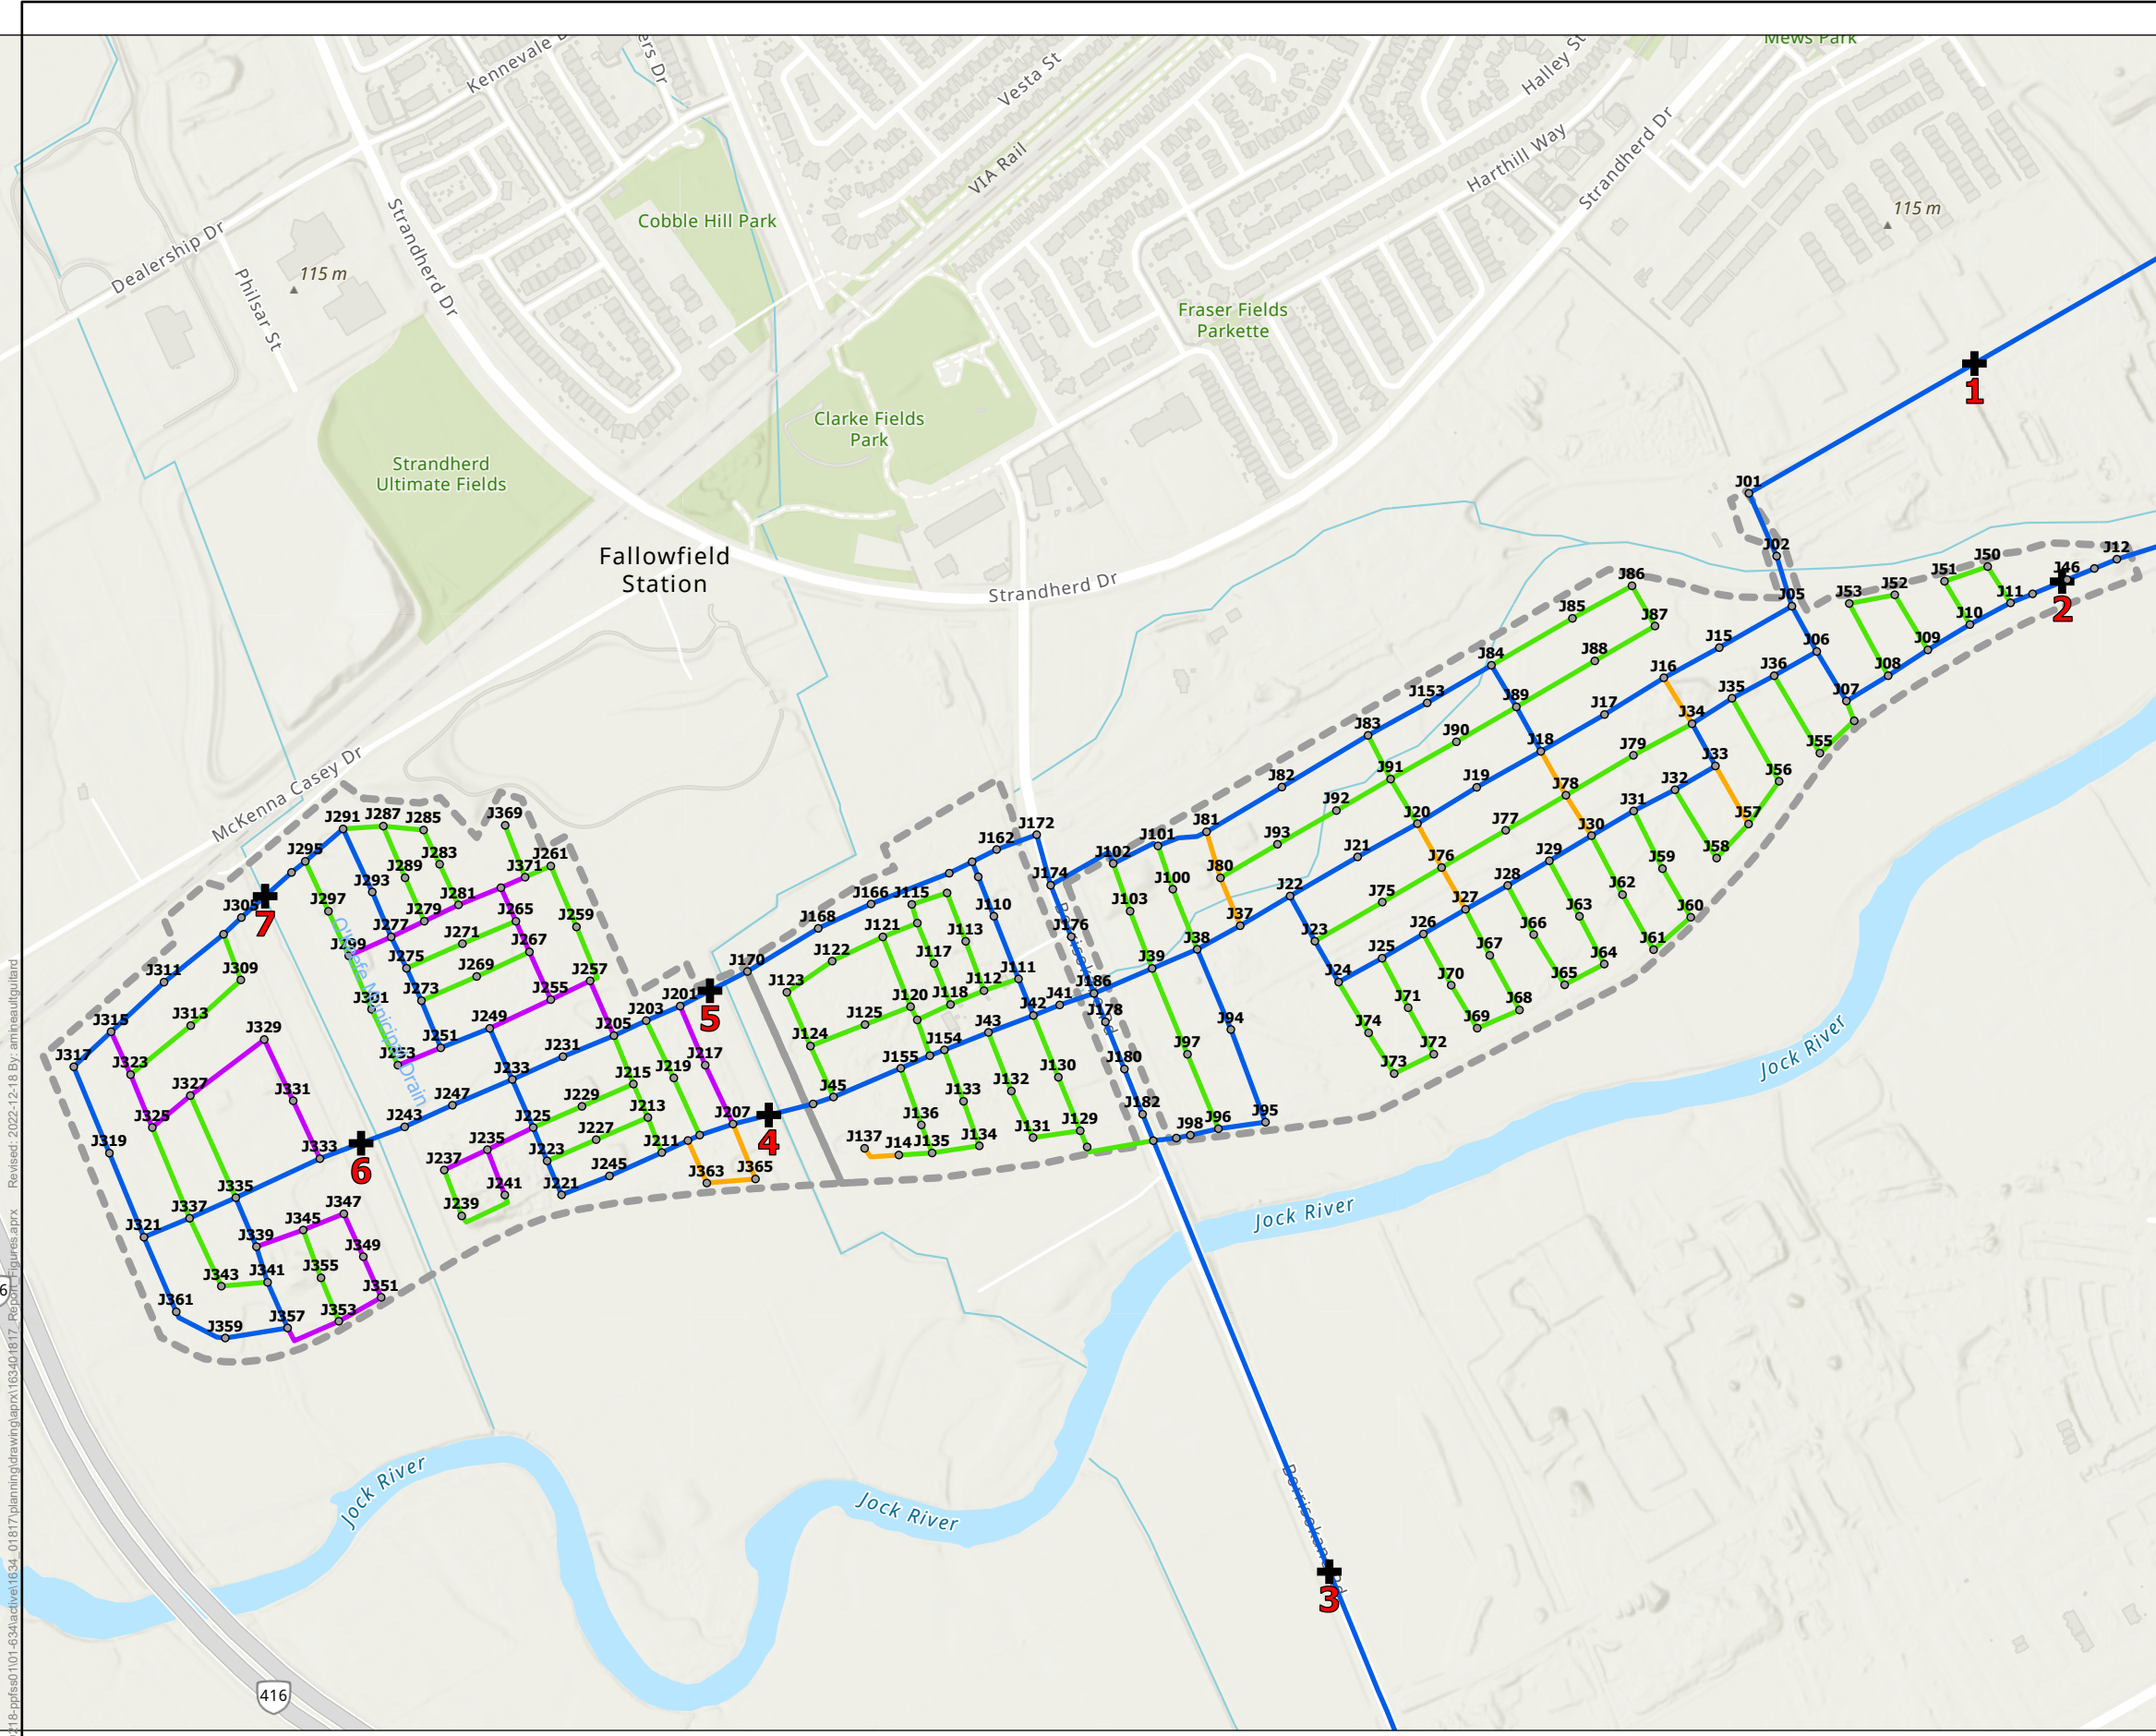 Kennevale D
ers Dr
Vesta St
VIA Rail
Halley St
Harthill Way
Strandherd Dr
Mews Park
115 m
Dealership Dr
Philsar St
115 m
Strandherd Dr
Cobble Hill Park
Fraser Fields
Parkette
Clarke Fields
Park
Strandherd
Ultimate Fields
Fallowfield
Station
Strandherd Dr
McKenna Casey Dr
1
J01
J02
J05
J06
J07
J08
J09
J10
J11
J12
J46
2
J50
J51
J52
J53
J86
J85
J87
J88
J84
J89
J153
J83
J90
J91
J82
J92
J93
J81
J80
J101
J102
J100
J103
J15
J16
J17
J18
J19
J20
J21
J22
J23
J24
J36
J35
J34
J33
J32
J31
J30
J29
J28
J27
J26
J25
J79
J78
J77
J76
J75
J55
J56
J57
J58
J59
J60
J61
J62
J63
J64
J65
J66
J67
J68
J69
J70
J71
J72
J73
J74
J37
J38
J39
J94
J95
J96
J97
J98
J172
J174
J176
J186
J178
J180
J182
J162
J166
J115
J168
J170
J121
J122
J123
J110
J113
J117
J112
J111
J118
J120
J125
J124
J41
J42
J43
J154
J155
J45
J130
J129
J132
J131
J133
J134
J135
J136
J137
J14
4
5
J201
J203
J205
J207
J217
J219
J215
J213
J211
J363
J365
J231
J233
J229
J227
J225
J223
J221
J245
J235
J237
J239
J241
J247
J243
J249
J251
J255
J257
J259
J261
J265
J267
J269
J271
J273
J275
J277
J279
J281
J283
J285
J287
J289
J291
J293
J295
J297
J299
J301
J369
J371
O'Keefe Municipal Drain
6
7
J305
J309
J311
J313
J315
J317
J319
J321
J323
J325
J327
J329
J331
J333
J335
J337
J339
J341
J343
J345
J347
J349
J351
J353
J355
J357
J359
J361
3
Jock River
Jock River
Jock River
Jock River
416
Revised: 2022-12-18 By: amineaultguitard